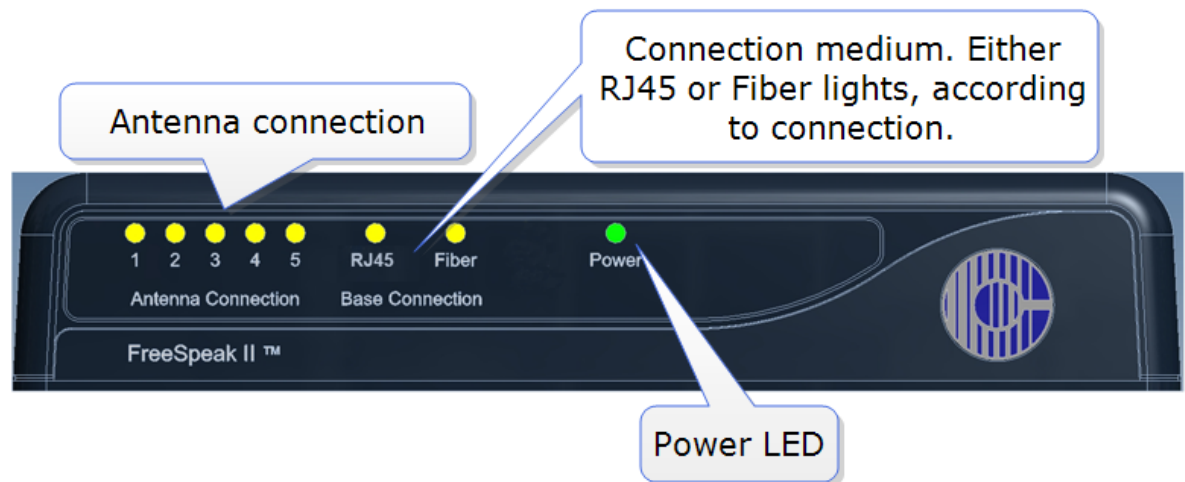 Connection medium. Either
RJ45 or Fiber lights, according
to connection.
Antenna connection
1 2 3 4 5 RJ45 Fiber Power
Antenna Connection Base Connection
FreeSpeak II ™
Power LED